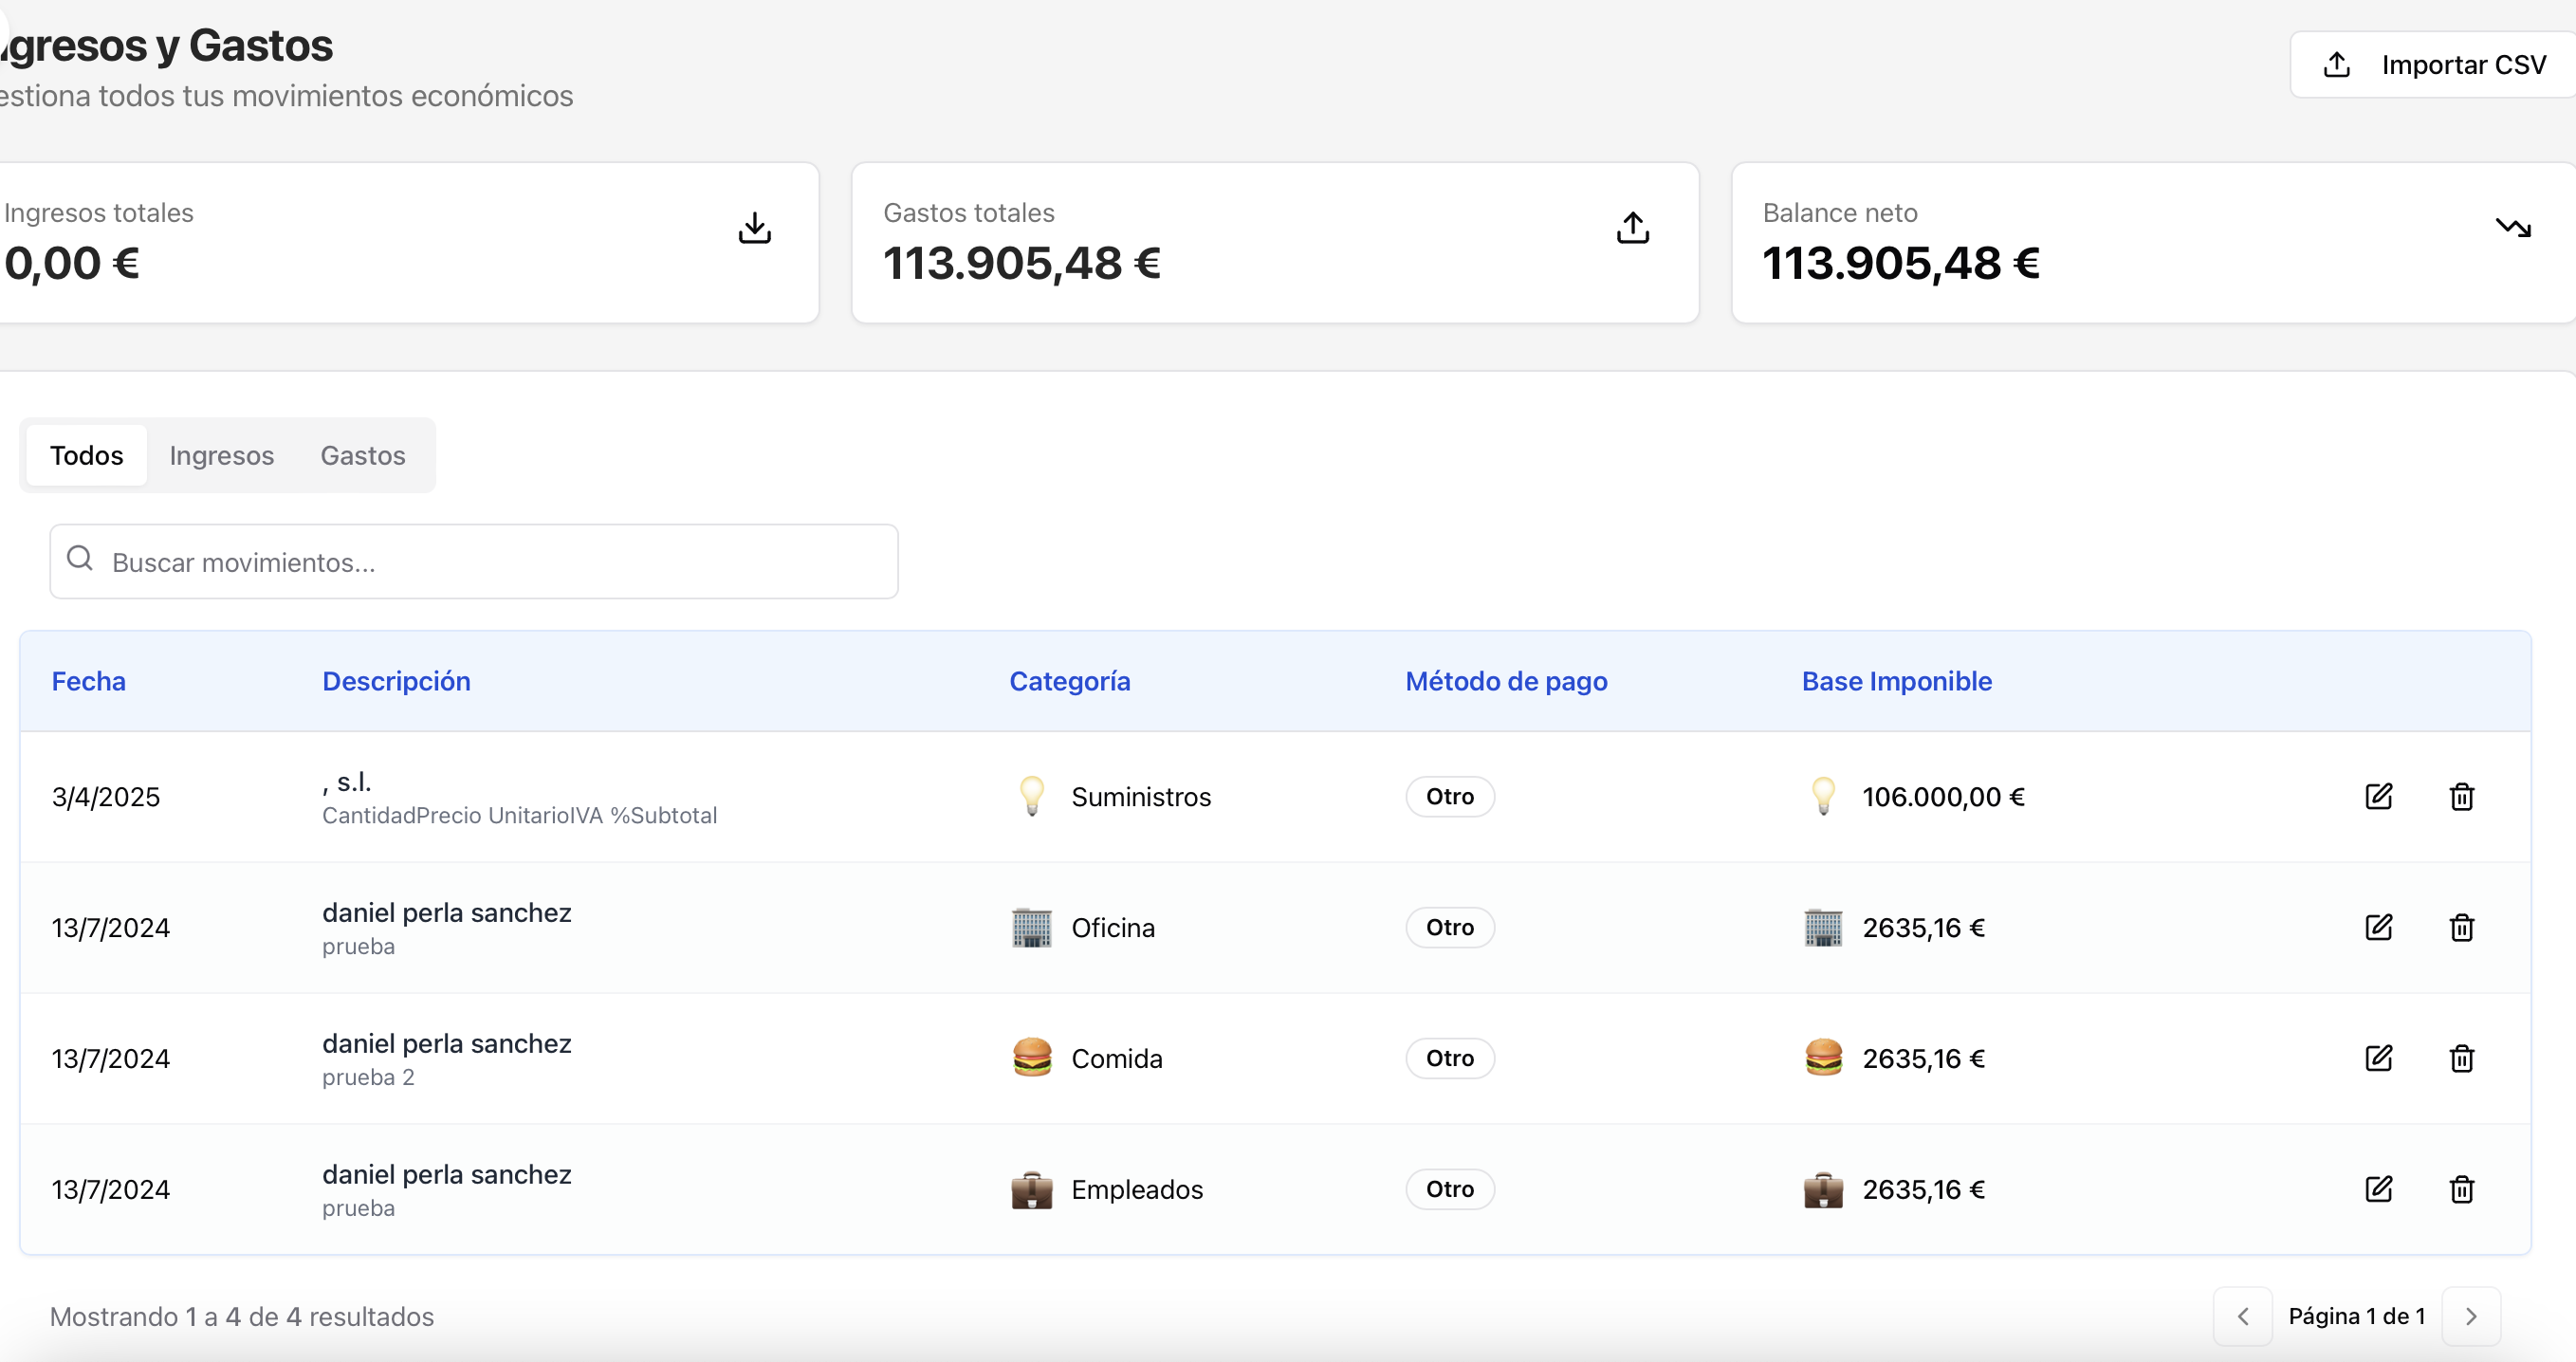 ngresos y Gastos
estiona todos tus movimientos económicos
Importar CSV
Ingresos totales
0,00 €
Gastos totales
113.905,48 €
Balance neto
113.905,48 €
Todos Ingresos Gastos
Buscar movimientos...
Fecha Descripción Categoría Método de pago Base Imponible
3/4/2025 , s.l. Suministros Otro 106.000,00 €
CantidadPrecio UnitarioIVA %Subtotal
13/7/2024 daniel perla sanchez Oficina Otro 2635,16 €
prueba
13/7/2024 daniel perla sanchez Comida Otro 2635,16 €
prueba 2
13/7/2024 daniel perla sanchez Empleados Otro 2635,16 €
prueba
Mostrando 1 a 4 de 4 resultados
Página 1 de 1